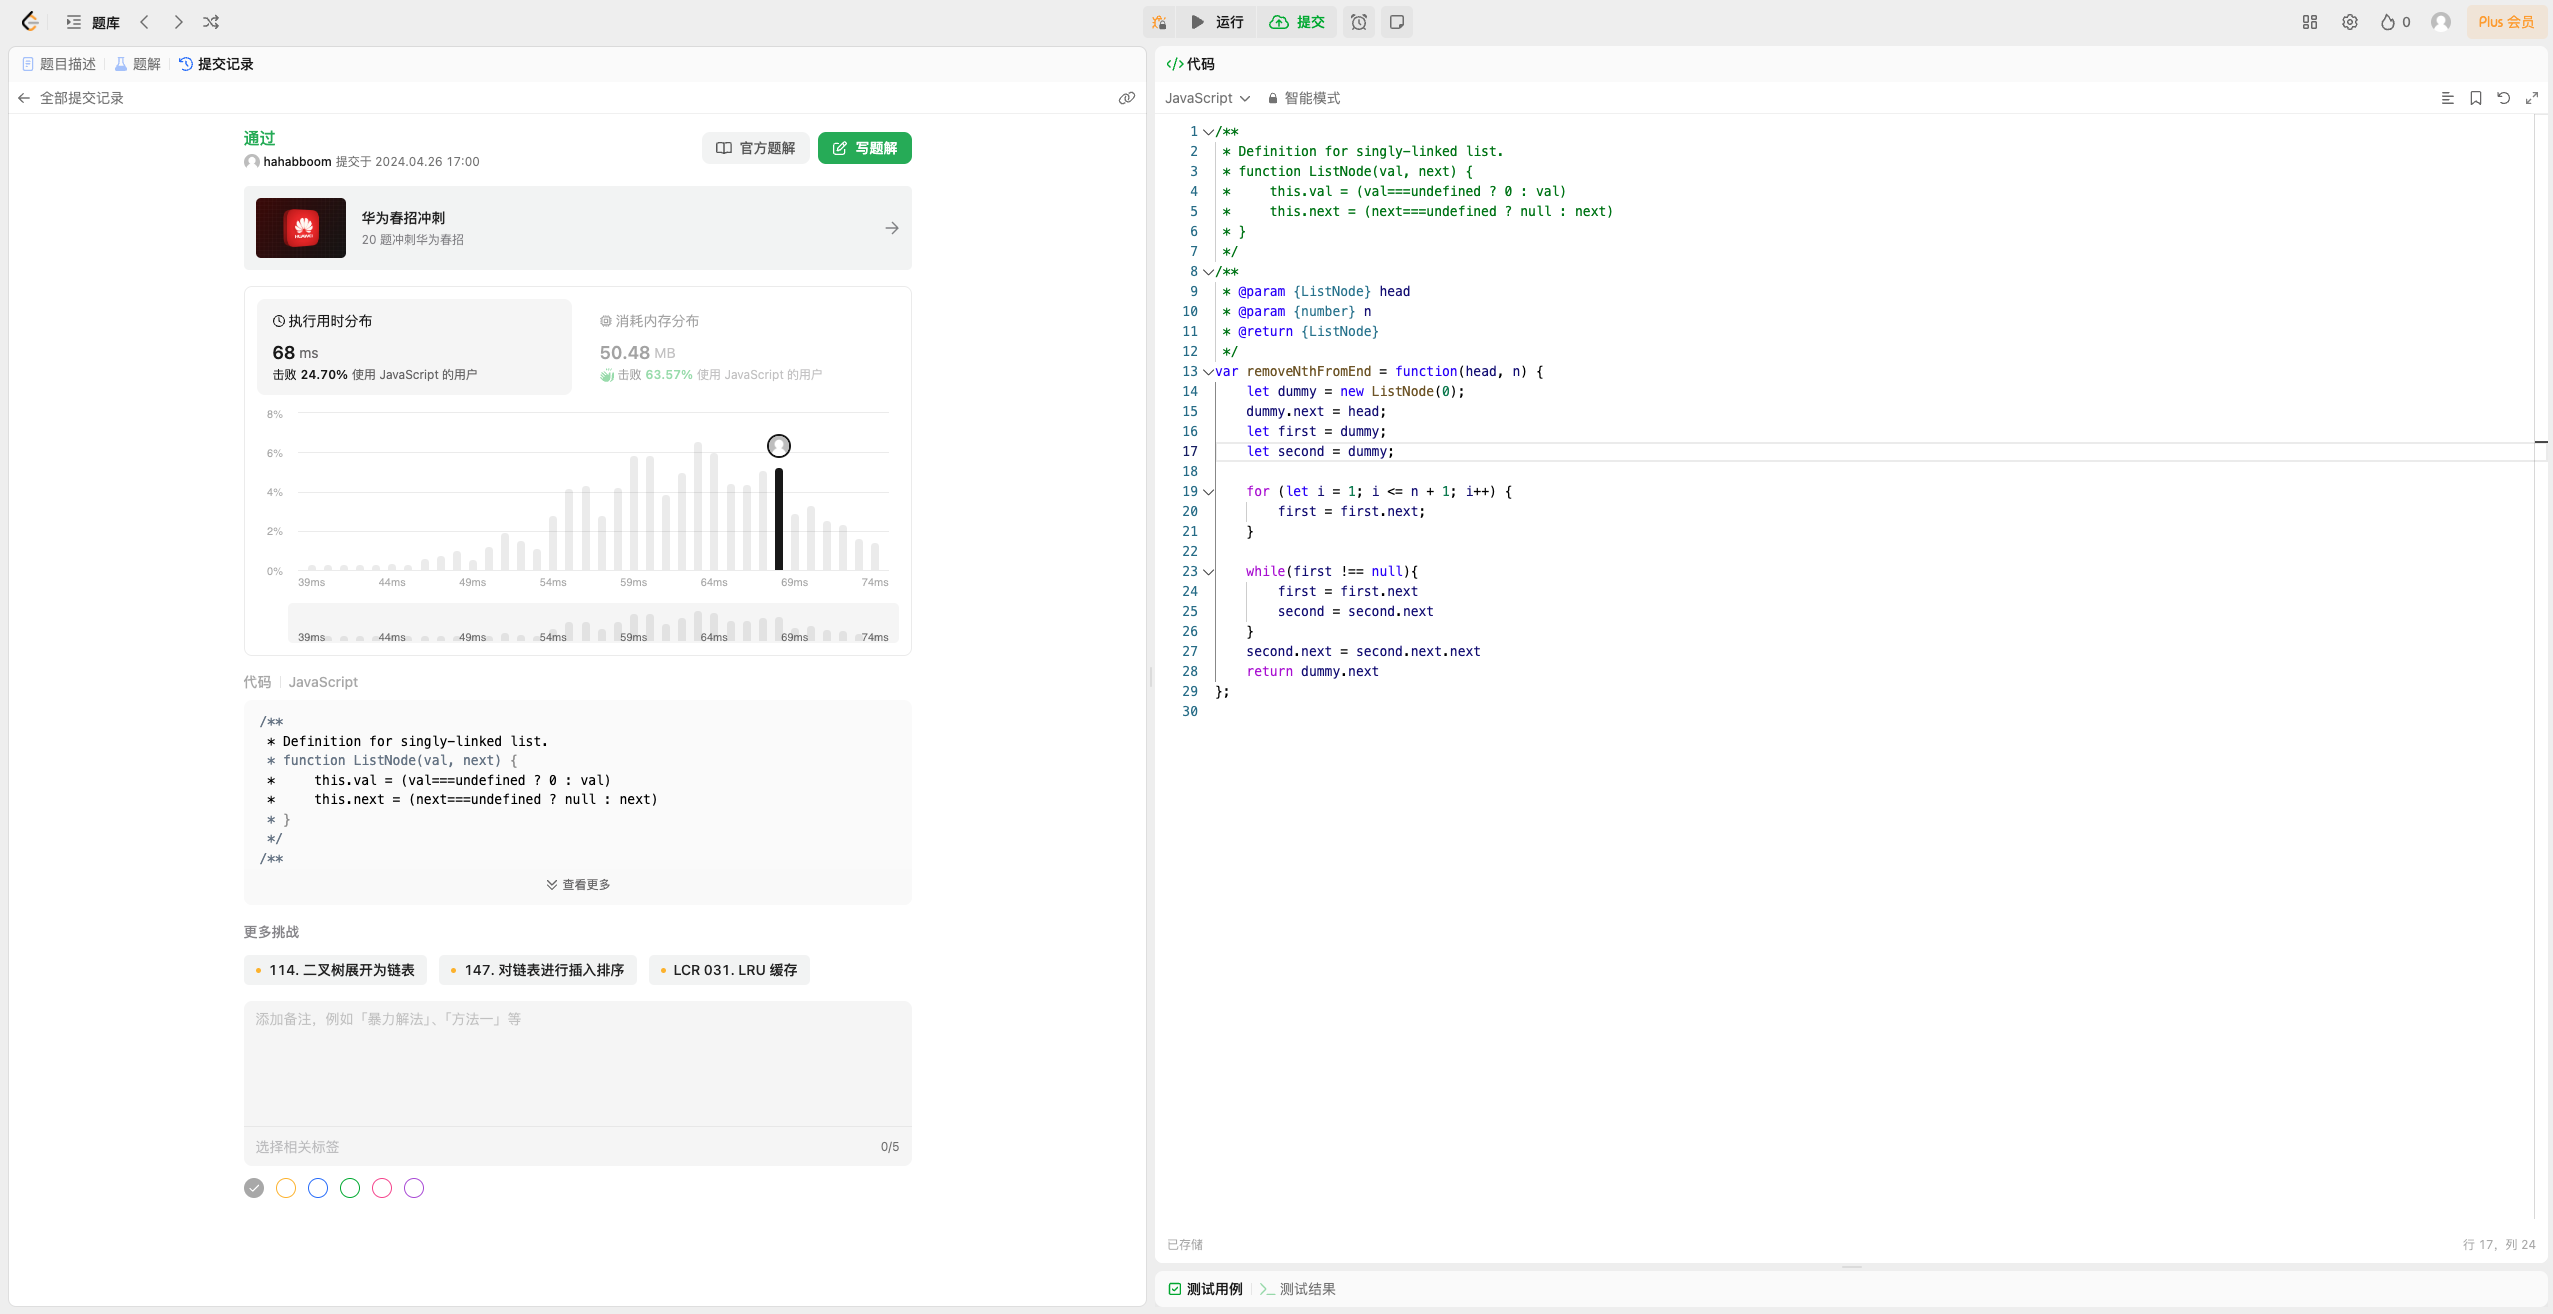 题库
运行
提交
0
Plus 会员
题目描述
题解
提交记录
全部提交记录
通过
hahabboom 提交于 2024.04.26 17:00
官方题解
写题解
HUAWEI
华为春招冲刺
20 题冲刺华为春招
执行用时分布
68 ms
击败 24.70% 使用 JavaScript 的用户
消耗内存分布
50.48 MB
击败 63.57% 使用 JavaScript 的用户
8%
6%
4%
2%
0%
39ms 44ms 49ms 54ms 59ms 64ms 69ms 74ms
39ms 44ms 49ms 54ms 59ms 64ms 69ms 74ms
代码 JavaScript
/**
 * Definition for singly-linked list.
 * function ListNode(val, next) {
 *     this.val = (val===undefined ? 0 : val)
 *     this.next = (next===undefined ? null : next)
 * }
 */
/**
查看更多
更多挑战
114. 二叉树展开为链表
147. 对链表进行插入排序
LCR 031. LRU 缓存
添加备注，例如「暴力解法」、「方法一」等
选择相关标签
0/5
代码
JavaScript
智能模式
1 /**
2  * Definition for singly-linked list.
3  * function ListNode(val, next) {
4  *     this.val = (val===undefined ? 0 : val)
5  *     this.next = (next===undefined ? null : next)
6  * }
7  */
8 /**
9  * @param {ListNode} head
10  * @param {number} n
11  * @return {ListNode}
12  */
13 var removeNthFromEnd = function(head, n) {
14     let dummy = new ListNode(0);
15     dummy.next = head;
16     let first = dummy;
17     let second = dummy;
18
19     for (let i = 1; i <= n + 1; i++) {
20         first = first.next;
21     }
22
23     while(first !== null){
24         first = first.next
25         second = second.next
26     }
27     second.next = second.next.next
28     return dummy.next
29 };
30
已存储
行 17，列 24
测试用例
测试结果